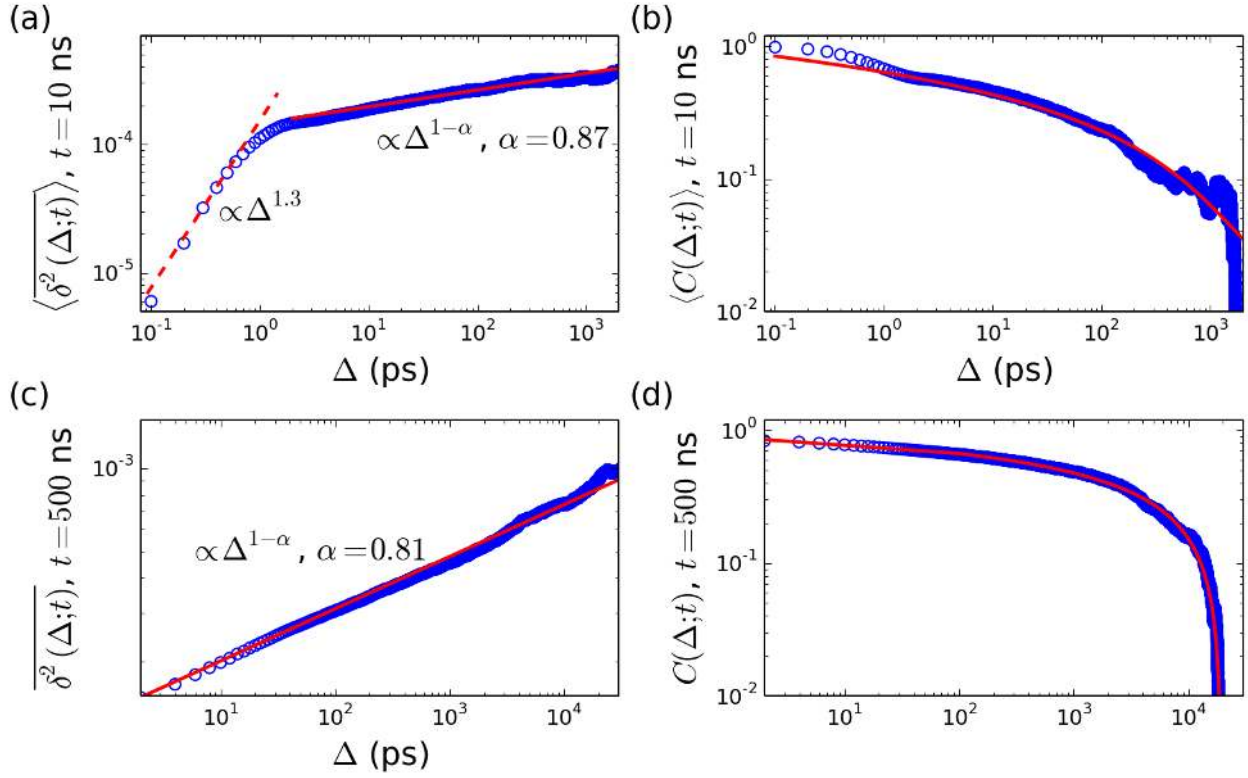 (a)
⟨δ²(Δ;t)⟩, t=10 ns
10⁻⁴
10⁻⁵
∝Δ^1.3
∝Δ^1−α, α=0.87
10⁻¹ 10⁰ 10¹ 10² 10³
Δ (ps)
(b)
⟨C(Δ;t)⟩, t=10 ns
10⁰
10⁻¹
10⁻²
10⁻¹ 10⁰ 10¹ 10² 10³
Δ (ps)
(c)
δ²(Δ;t), t=500 ns
10⁻³
∝Δ^1−α, α=0.81
10¹ 10² 10³ 10⁴
Δ (ps)
(d)
C(Δ;t), t=500 ns
10⁰
10⁻¹
10⁻²
10¹ 10² 10³ 10⁴
Δ (ps)